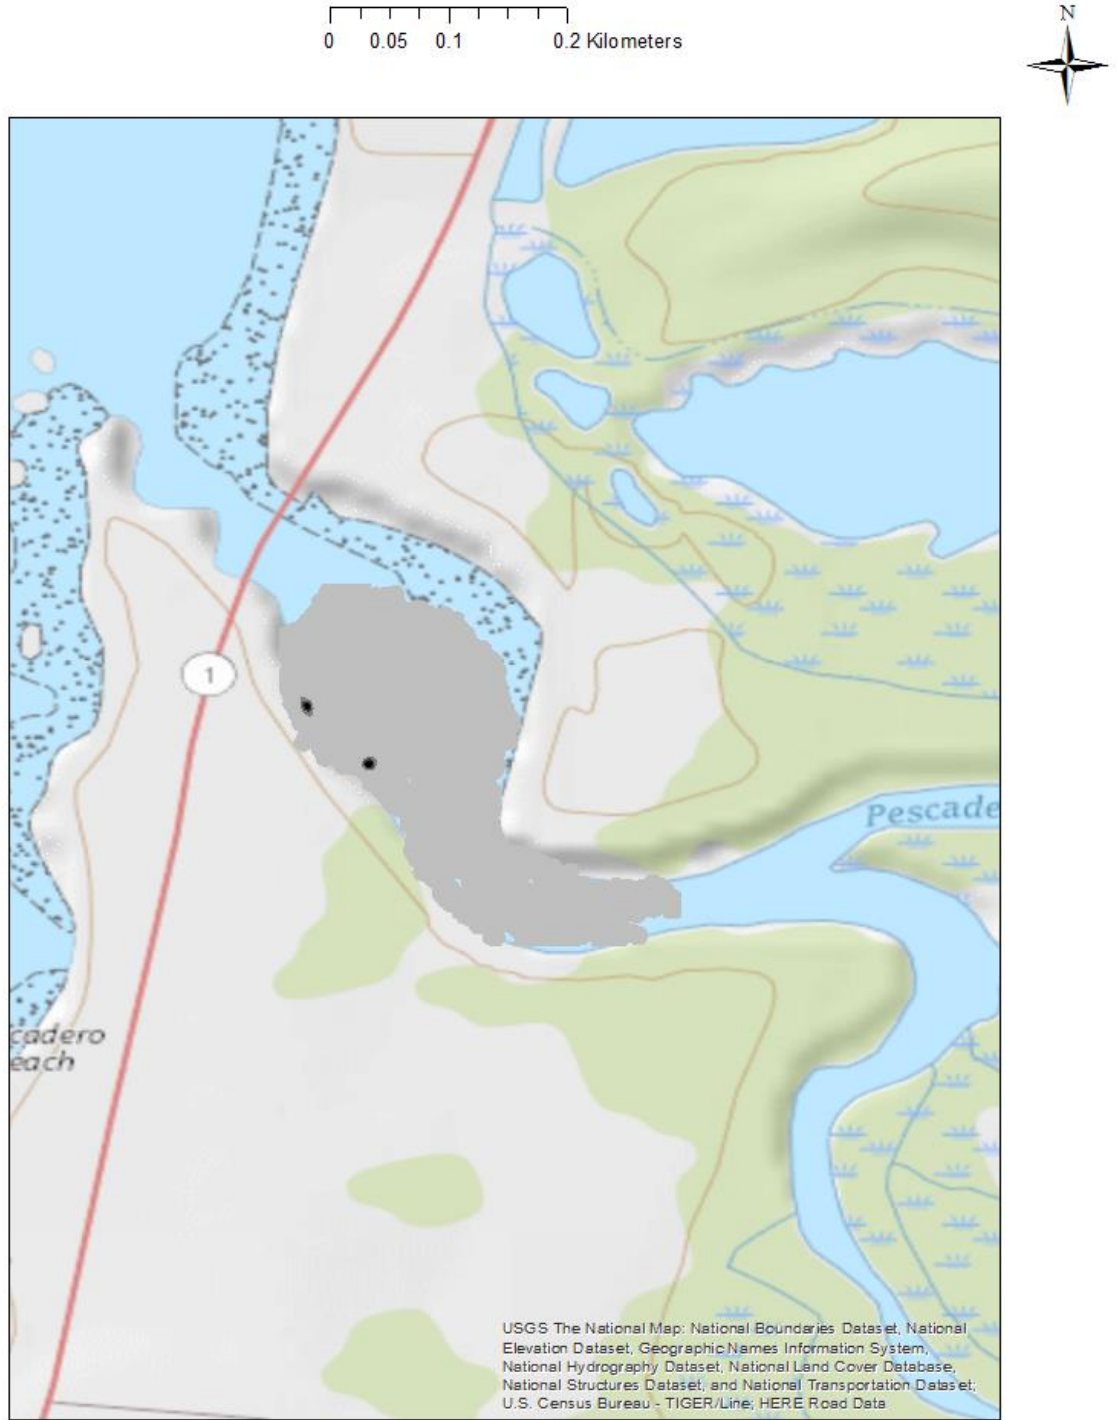 N
0 0.05 0.1 0.2 Kilometers
1
Pescade
cadero
each
USGS The National Map: National Boundaries Dataset, National
Elevation Dataset, Geographic Names Information System,
National Hydrography Dataset, National Land Cover Database,
National Structures Dataset, and National Transportation Dataset;
U.S. Census Bureau - TIGER/Line; HERE Road Data